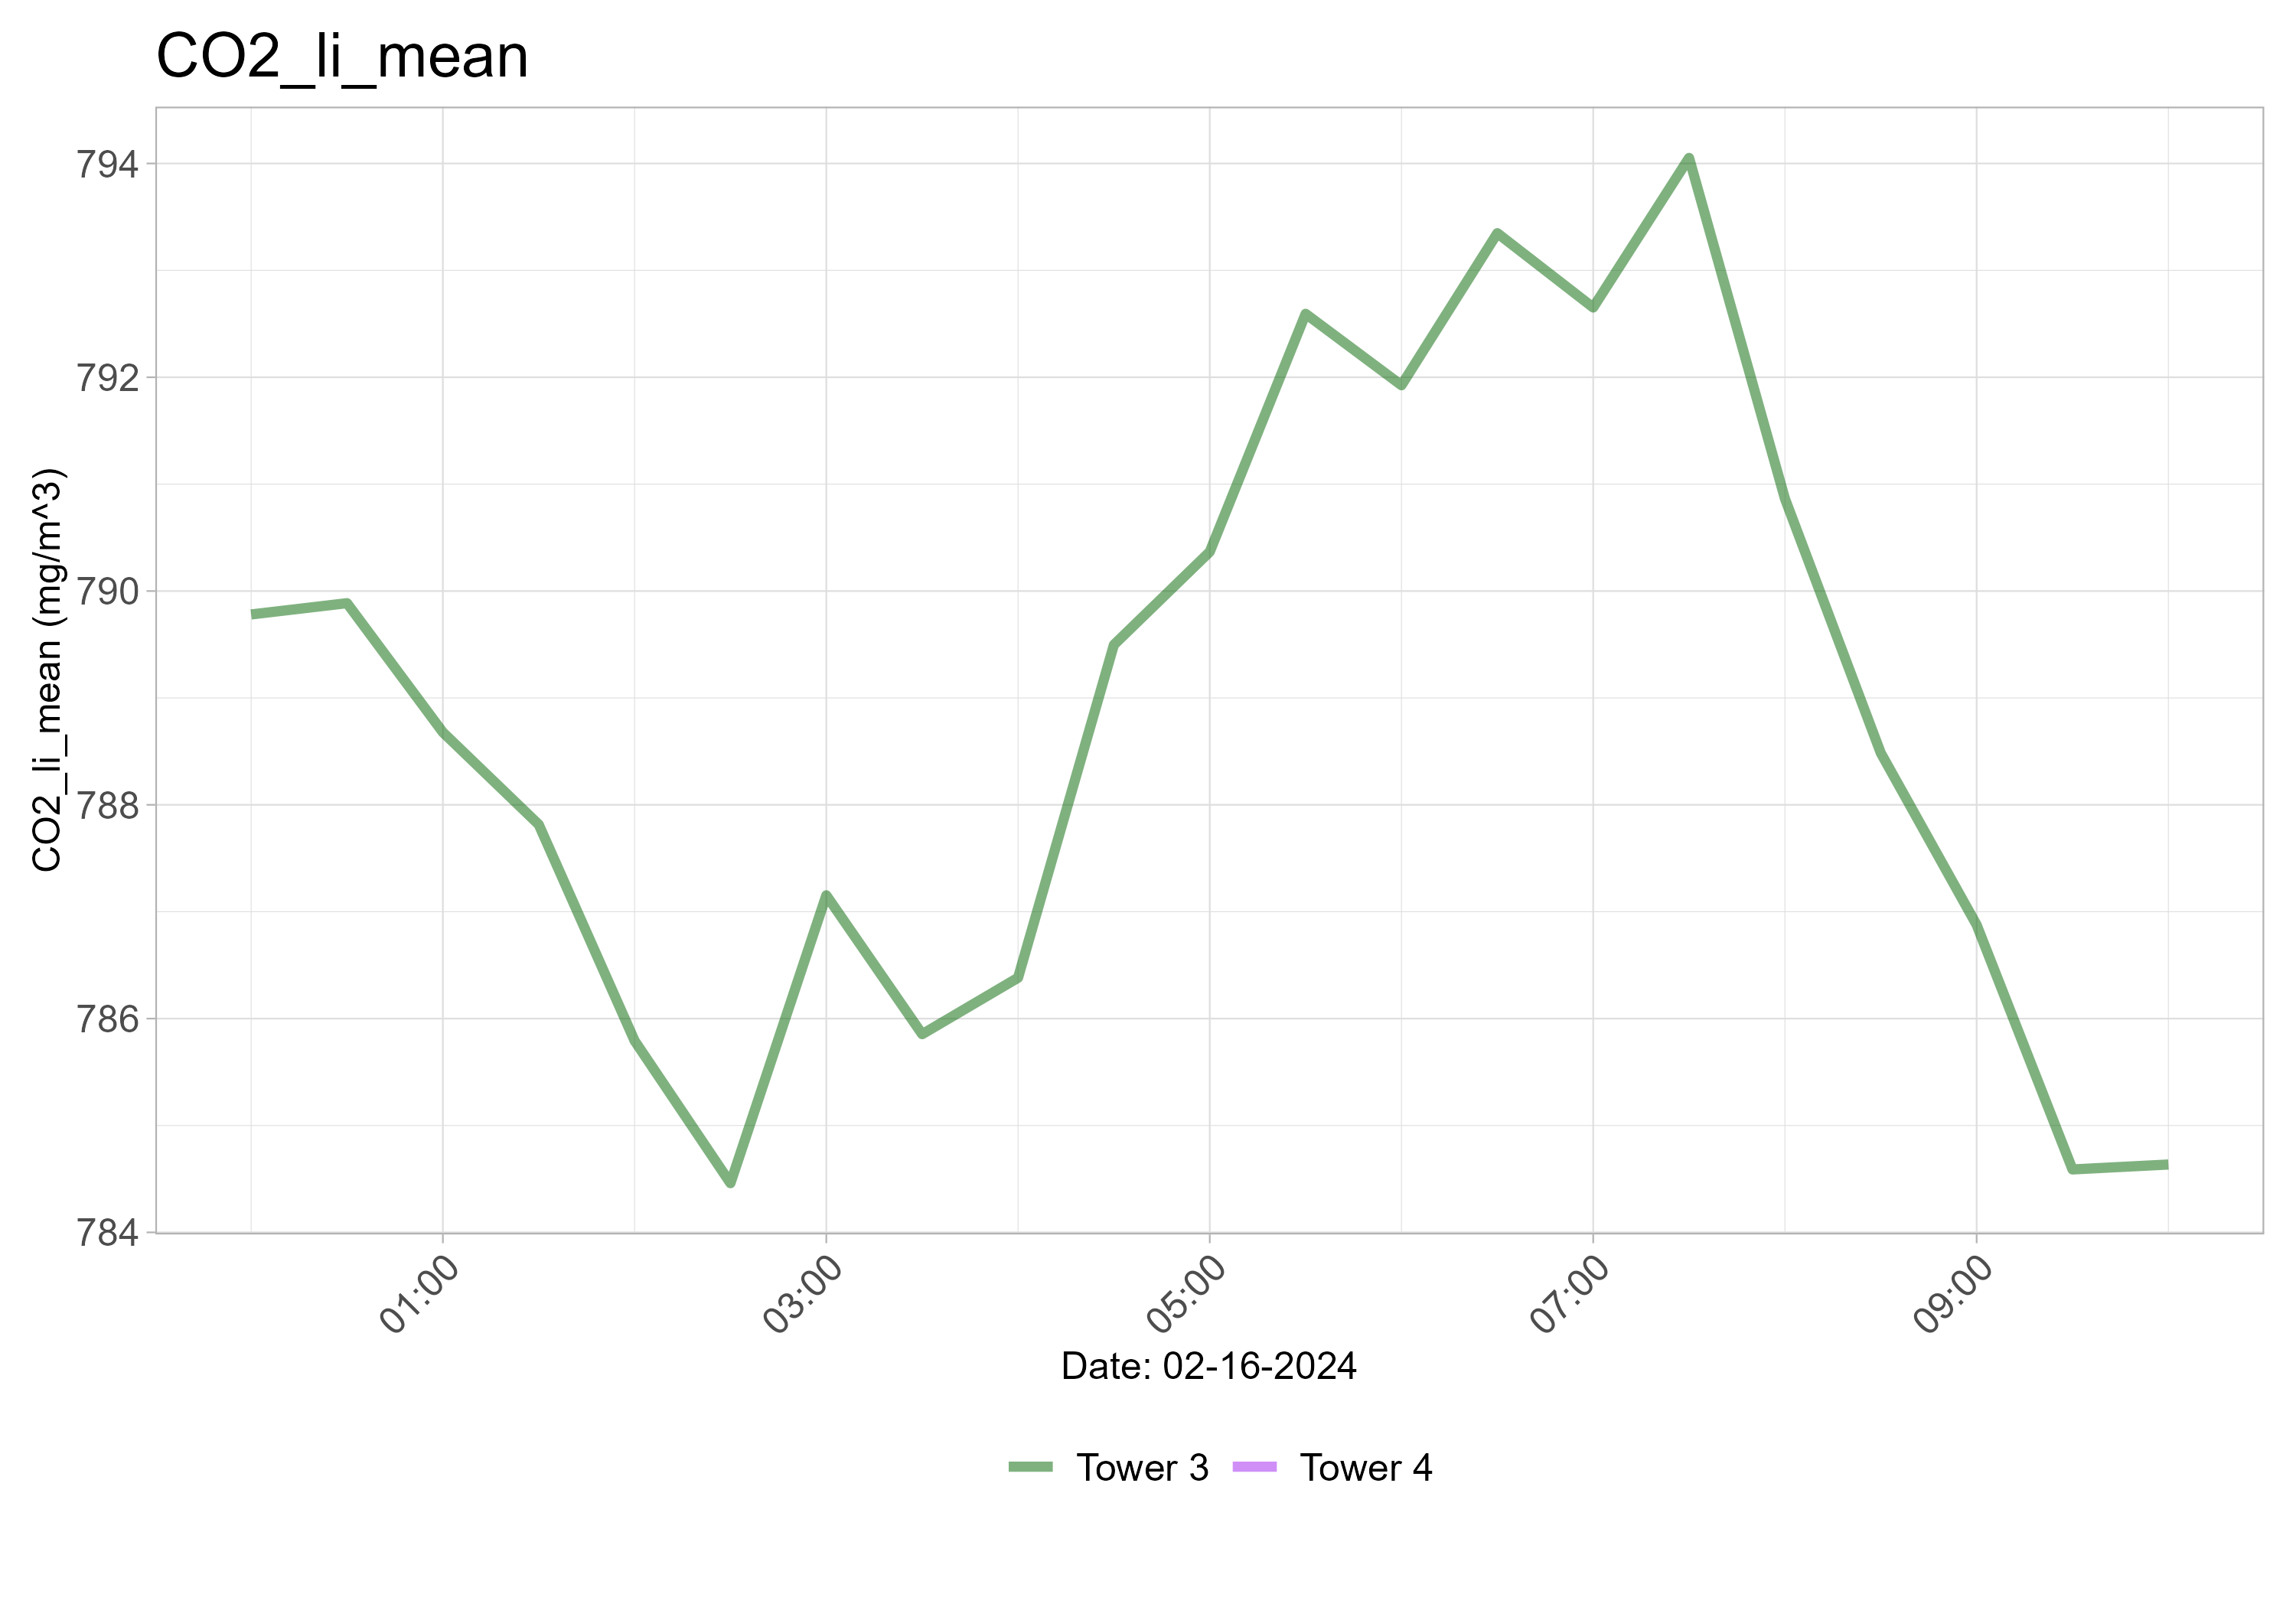 CO2_li_mean
CO2_li_mean (mg/m^3)
794
792
790
788
786
784
01:00
03:00
05:00
07:00
09:00
Date: 02-16-2024
Tower 3
Tower 4